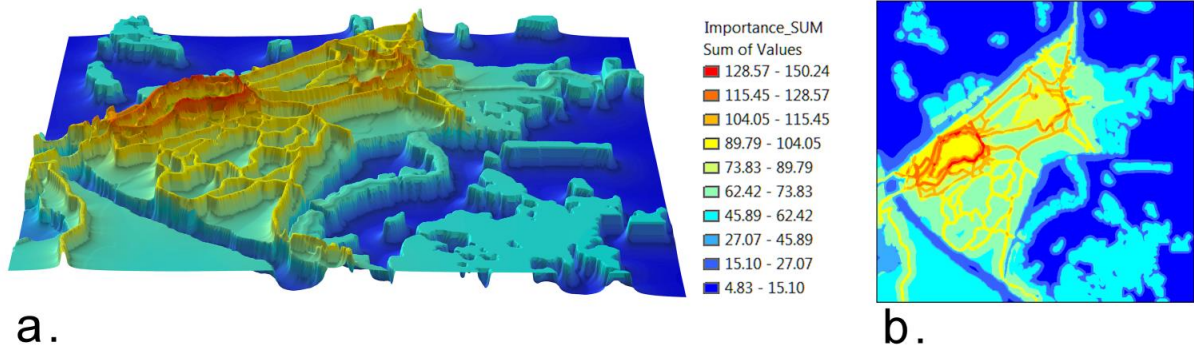 Importance_SUM
Sum of Values
128.57 - 150.24
115.45 - 128.57
104.05 - 115.45
89.79 - 104.05
73.83 - 89.79
62.42 - 73.83
45.89 - 62.42
27.07 - 45.89
15.10 - 27.07
4.83 - 15.10
a.
b.